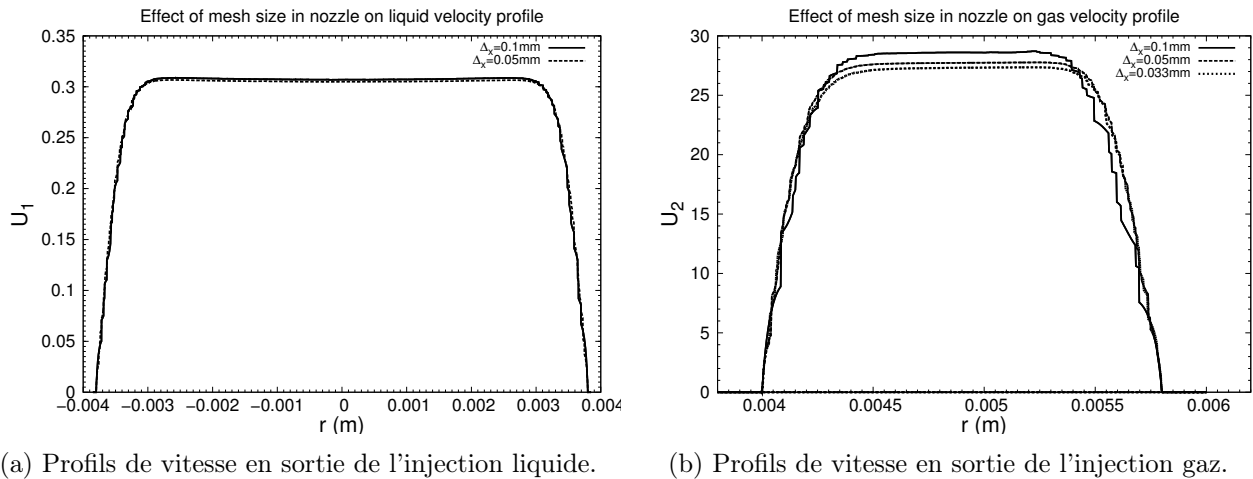 Effect of mesh size in nozzle on liquid velocity profile
Δx=0.1mm
Δx=0.05mm
0.35
0.3
0.25
0.2
0.15
0.1
0.05
0
U1
−0.004 −0.003 −0.002 −0.001 0 0.001 0.002 0.003 0.004
r (m)
(a) Profils de vitesse en sortie de l'injection liquide.
Effect of mesh size in nozzle on gas velocity profile
Δx=0.1mm
Δx=0.05mm
Δx=0.033mm
30
25
20
15
10
5
0
U2
0.004 0.0045 0.005 0.0055 0.006
r (m)
(b) Profils de vitesse en sortie de l'injection gaz.